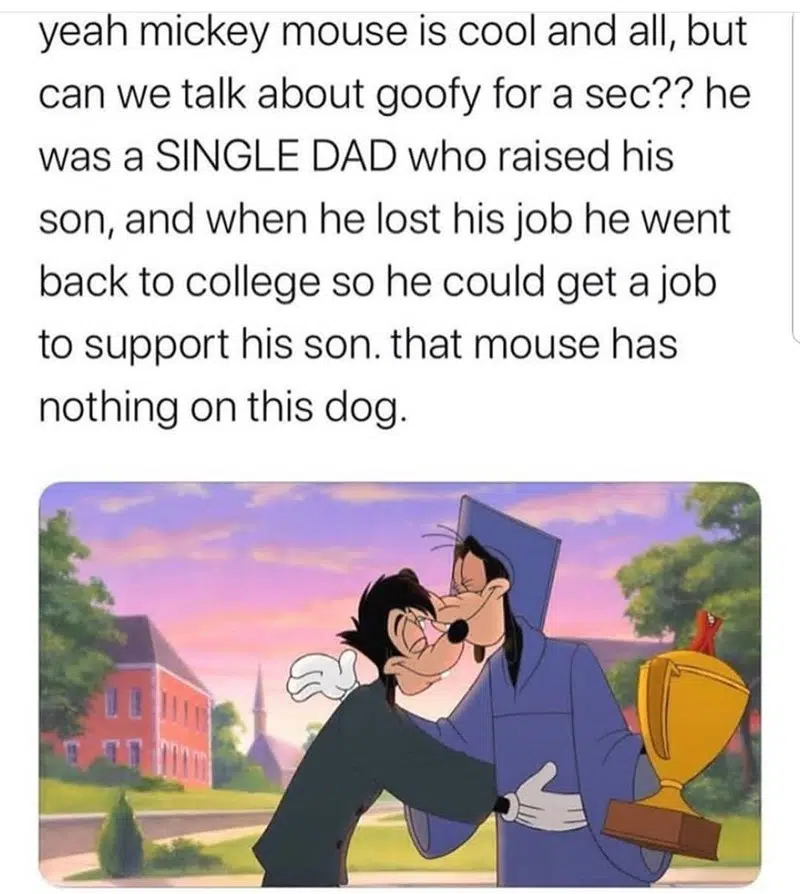 yeah mickey mouse is cool and all, but
can we talk about goofy for a sec?? he
was a SINGLE DAD who raised his
son, and when he lost his job he went
back to college so he could get a job
to support his son. that mouse has
nothing on this dog.